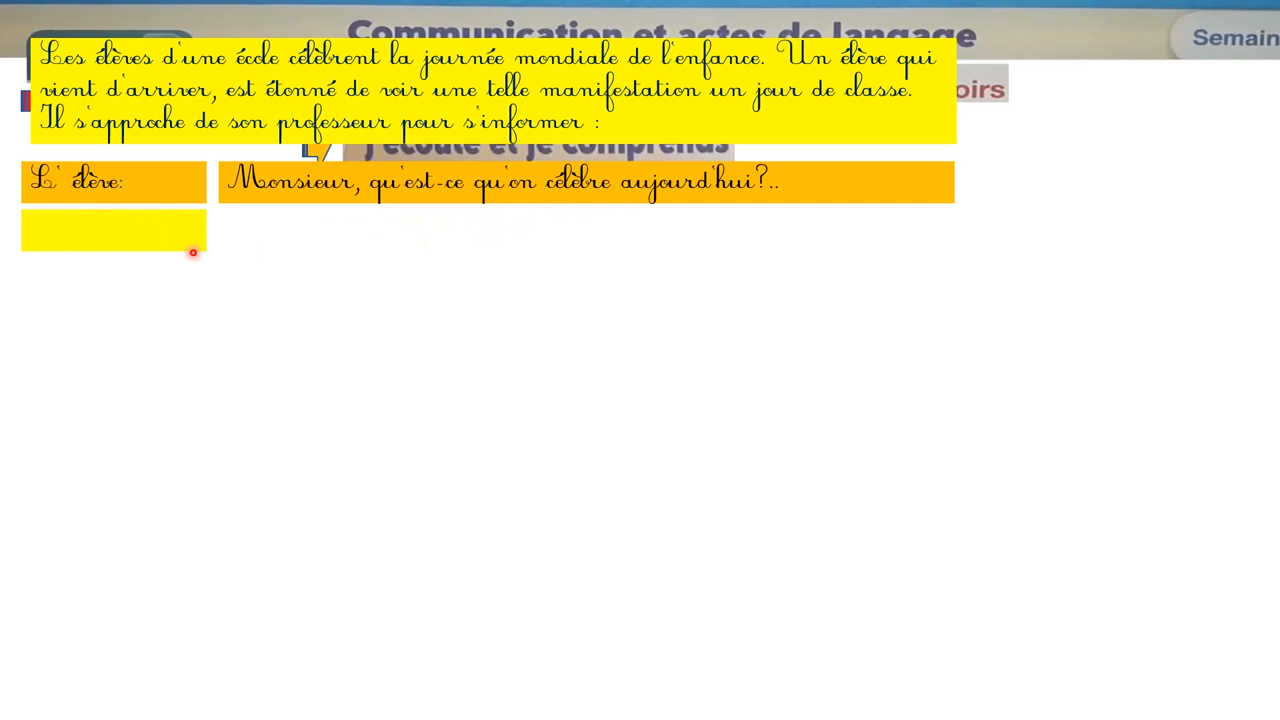 Communication et actes de langage
Semain
Les élèves d'une école célèbrent la journée mondiale de l'enfance. Un élève qui
vient d'arriver, est étonné de voir une telle manifestation un jour de classe.
Il s'approche de son professeur pour s'informer :
oirs
j'écoute et je comprends
L' élève:
Monsieur, qu'est-ce qu'on célèbre aujourd'hui?..